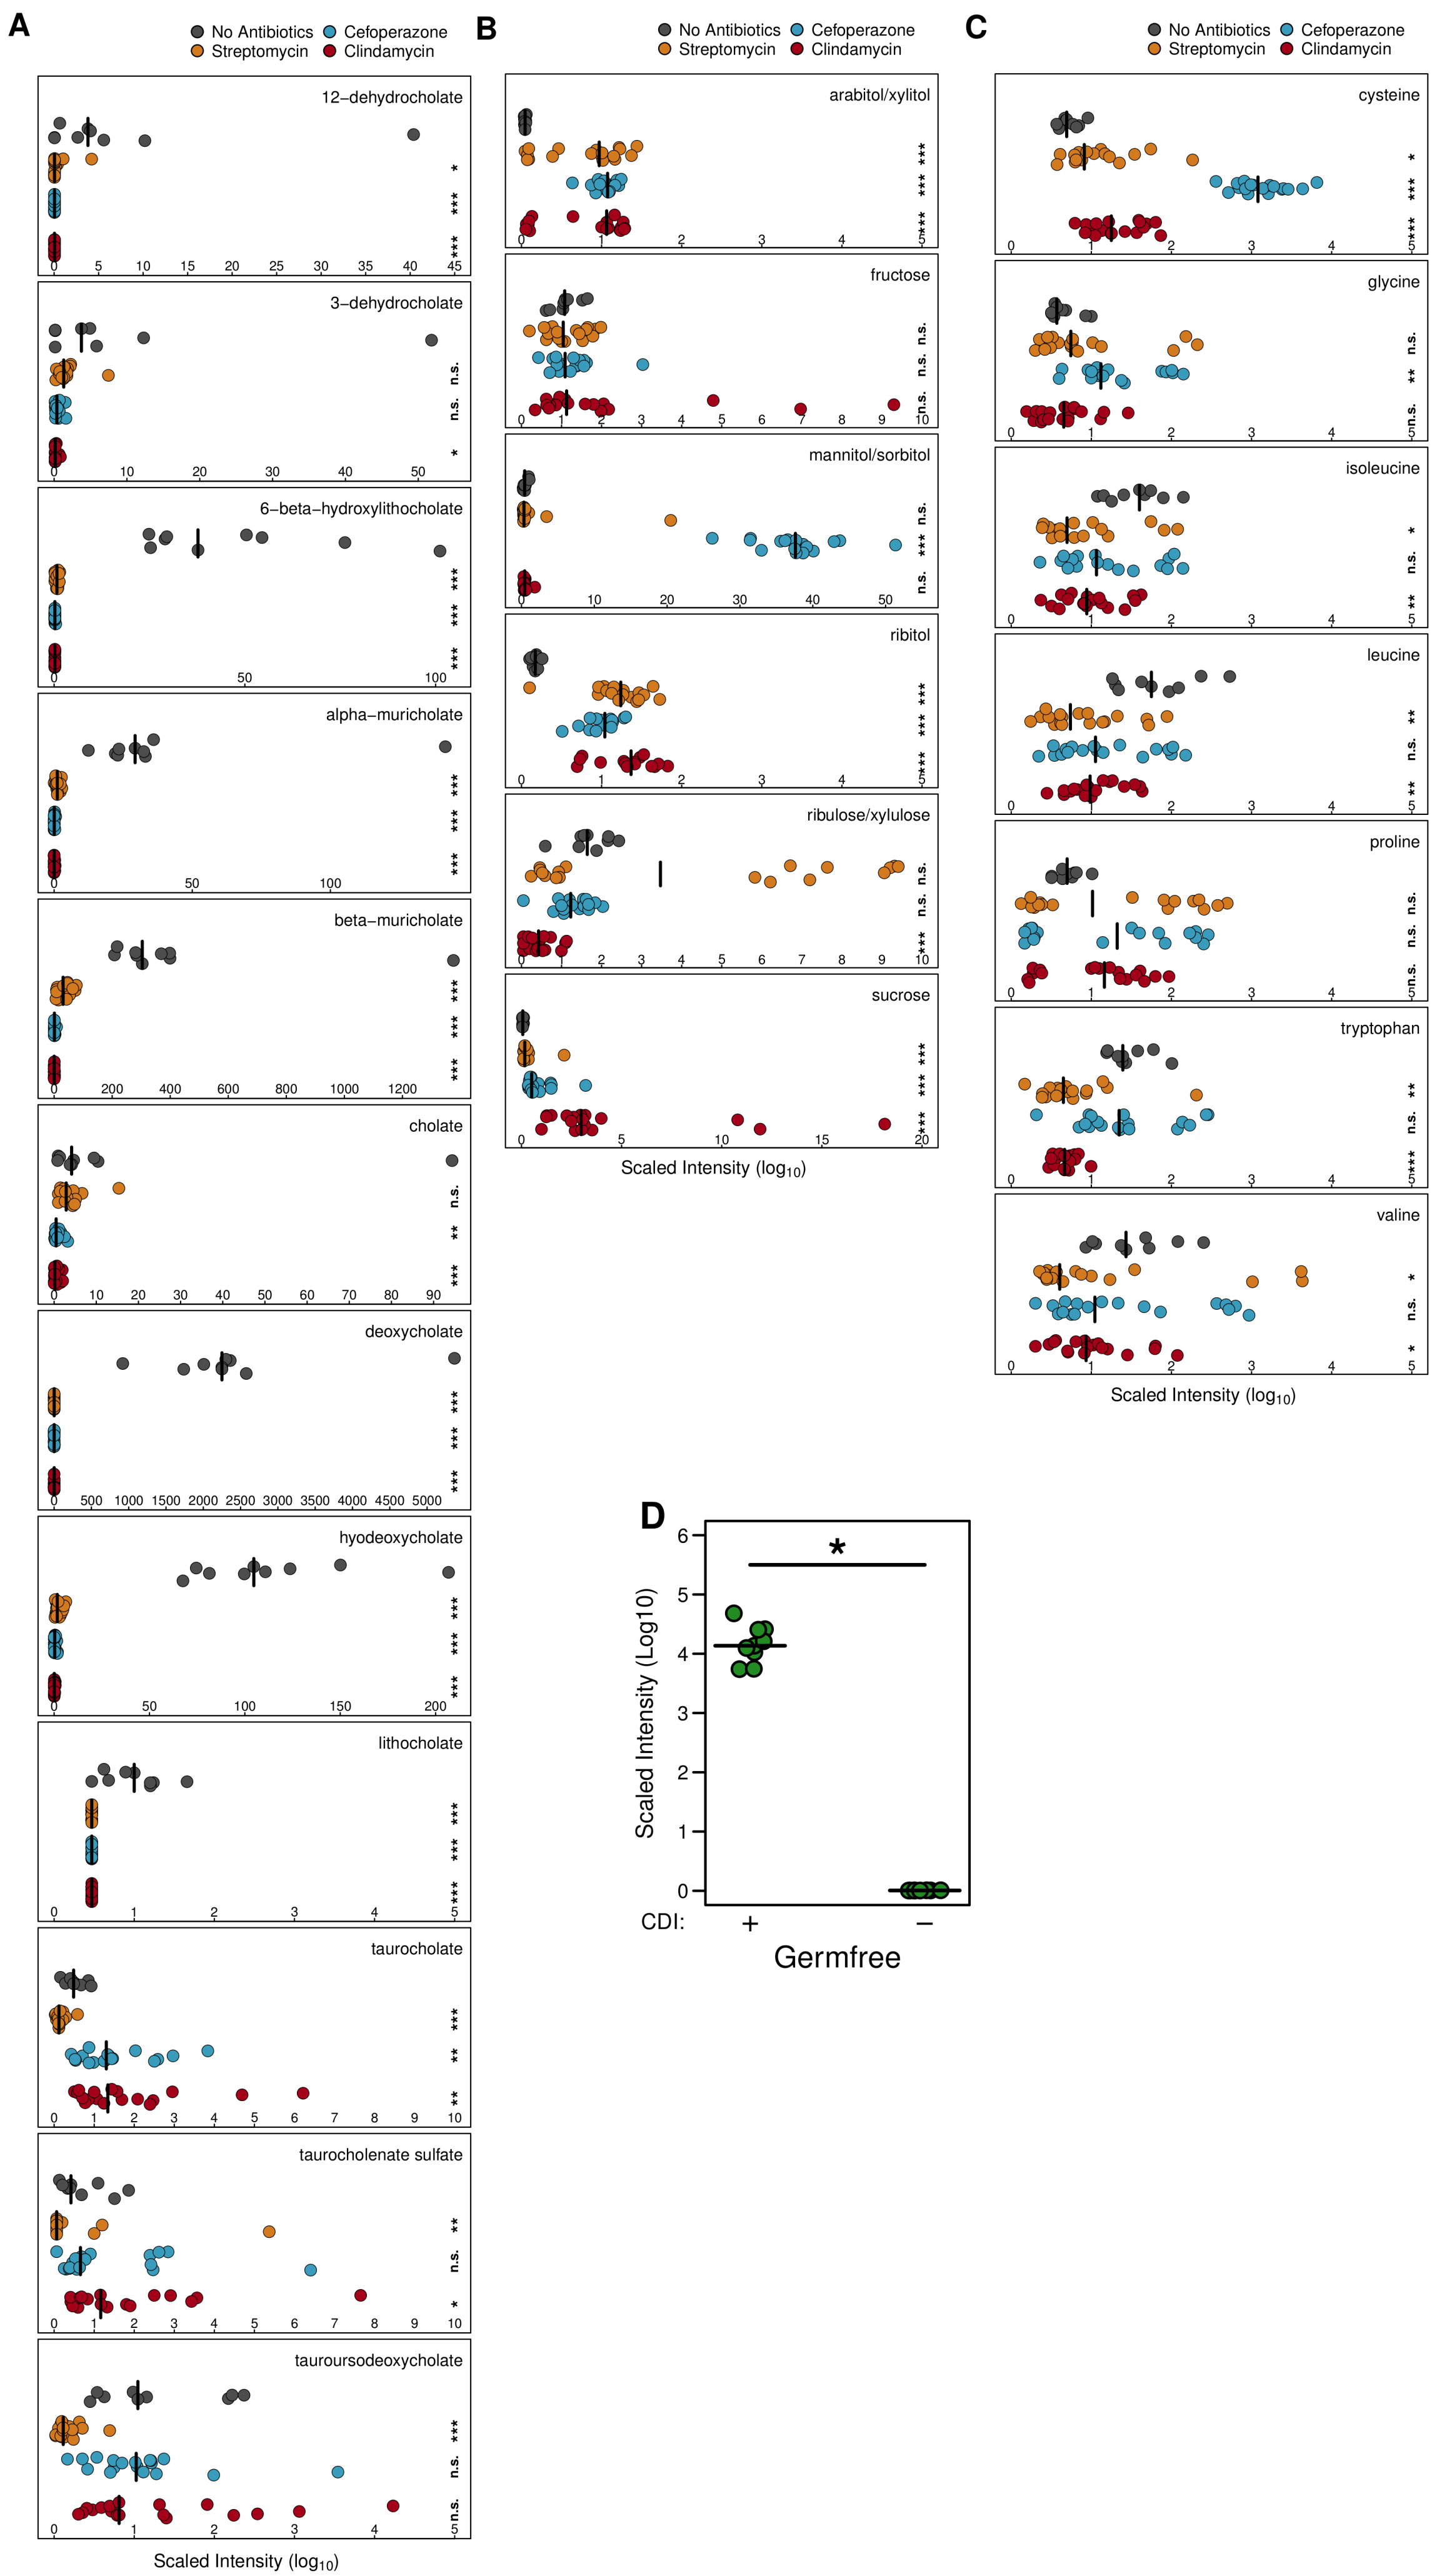 A
No Antibiotics Cefoperazone
Streptomycin Clindamycin
12−dehydrocholate
*
***
***
0 5 10 15 20 25 30 35 40 45
3−dehydrocholate
n.s.
n.s.
*
0 10 20 30 40 50
6−beta−hydroxylithocholate
***
***
***
0 50 100
alpha−muricholate
***
***
***
0 50 100
beta−muricholate
***
***
***
0 200 400 600 800 1000 1200
cholate
n.s.
**
***
0 10 20 30 40 50 60 70 80 90
deoxycholate
***
***
***
0 500 1000 1500 2000 2500 3000 3500 4000 4500 5000
hyodeoxycholate
***
***
***
0 50 100 150 200
lithocholate
***
***
***
0 1 2 3 4 5
taurocholate
***
**
**
0 1 2 3 4 5 6 7 8 9 10
taurocholenate sulfate
**
n.s.
*
0 1 2 3 4 5 6 7 8 9 10
tauroursodeoxycholate
***
n.s.
n.s.
0 1 2 3 4 5
Scaled Intensity (log10)
B
No Antibiotics Cefoperazone
Streptomycin Clindamycin
arabitol/xylitol
***
***
***
0 1 2 3 4 5
fructose
n.s.
n.s.
n.s.
0 1 2 3 4 5 6 7 8 9 10
mannitol/sorbitol
n.s.
***
n.s.
0 10 20 30 40 50
ribitol
***
***
***
0 1 2 3 4 5
ribulose/xylulose
n.s.
n.s.
***
0 1 2 3 4 5 6 7 8 9 10
sucrose
***
***
***
0 5 10 15 20
Scaled Intensity (log10)
C
No Antibiotics Cefoperazone
Streptomycin Clindamycin
cysteine
*
***
***
0 1 2 3 4 5
glycine
n.s.
**
n.s.
0 1 2 3 4 5
isoleucine
*
n.s.
**
0 1 2 3 4 5
leucine
**
n.s.
**
0 1 2 3 4 5
proline
n.s.
n.s.
n.s.
0 1 2 3 4 5
tryptophan
**
n.s.
***
0 1 2 3 4 5
valine
*
n.s.
*
0 1 2 3 4 5
Scaled Intensity (log10)
D
Scaled Intensity (Log10)
6
5
4
3
2
1
0
*
CDI: + −
Germfree